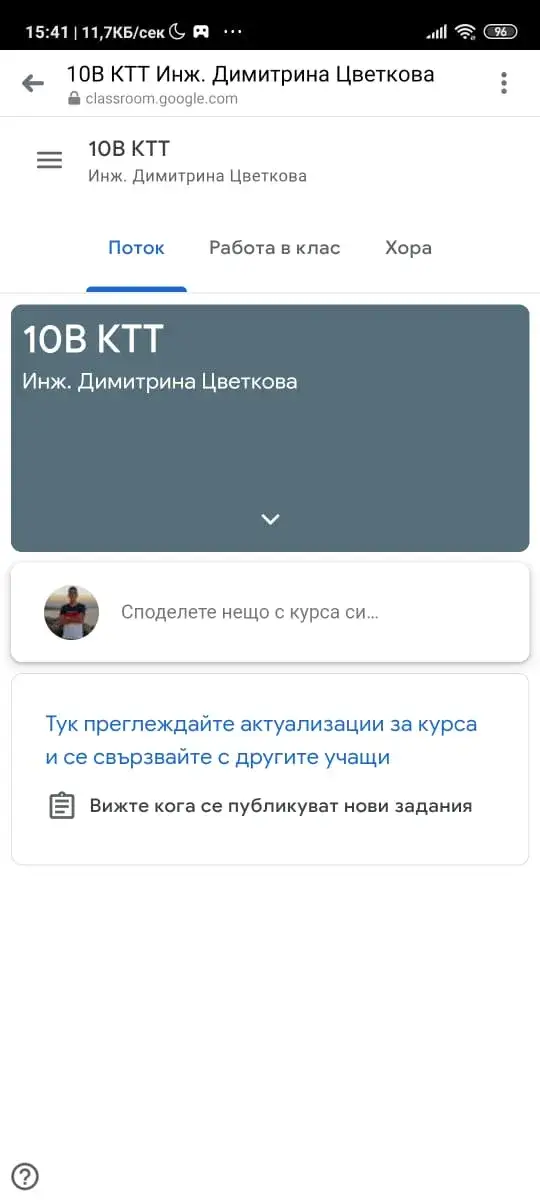 15:41 | 11,7КБ/сек ... 96
10В КТТ Инж. Димитрина Цветкова
classroom.google.com
10В КТТ
Инж. Димитрина Цветкова
Поток Работа в клас Хора
10В КТТ
Инж. Димитрина Цветкова
Споделете нещо с курса си...
Тук преглеждайте актуализации за курса
и се свързвайте с другите учащи
Вижте кога се публикуват нови задания